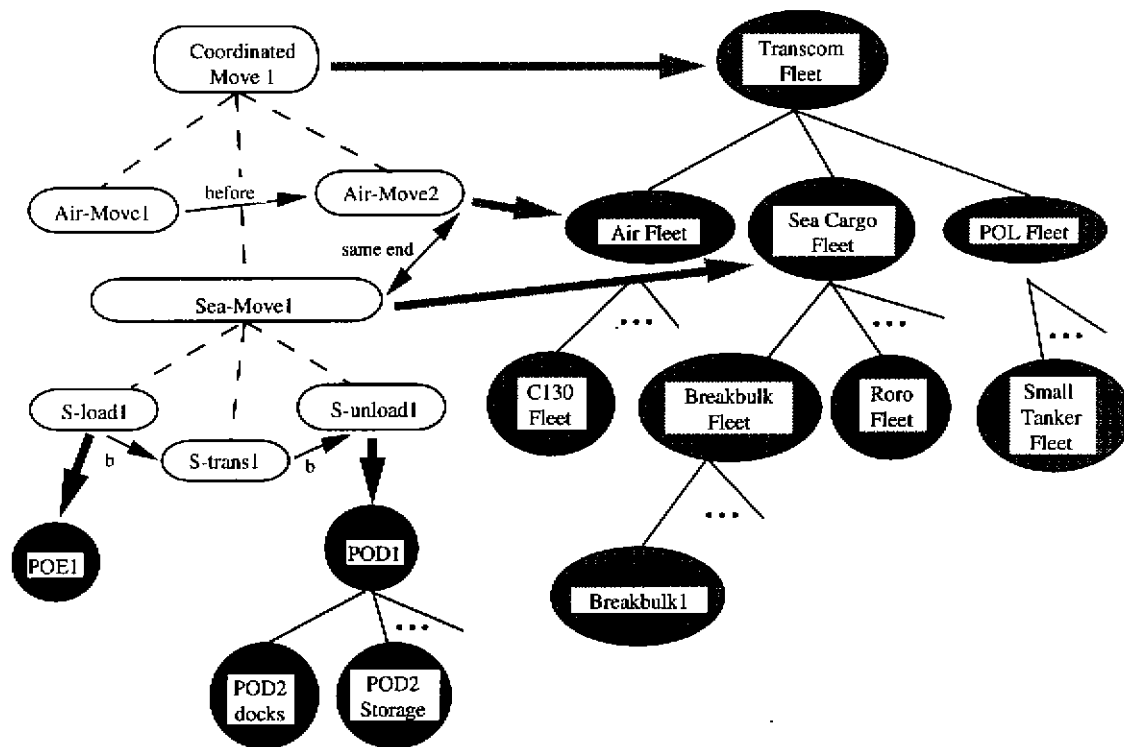 Coordinated
Move 1
Transcom
Fleet
before
Air-Move1
Air-Move2
Air Fleet
Sea Cargo
Fleet
POL Fleet
same end
Sea-Move1
...
...
...
C130
Fleet
Breakbulk
Fleet
Roro
Fleet
Small
Tanker
Fleet
S-load1
S-unload1
b
S-trans1
b
...
POE1
POD1
Breakbulk1
...
POD2
docks
POD2
Storage